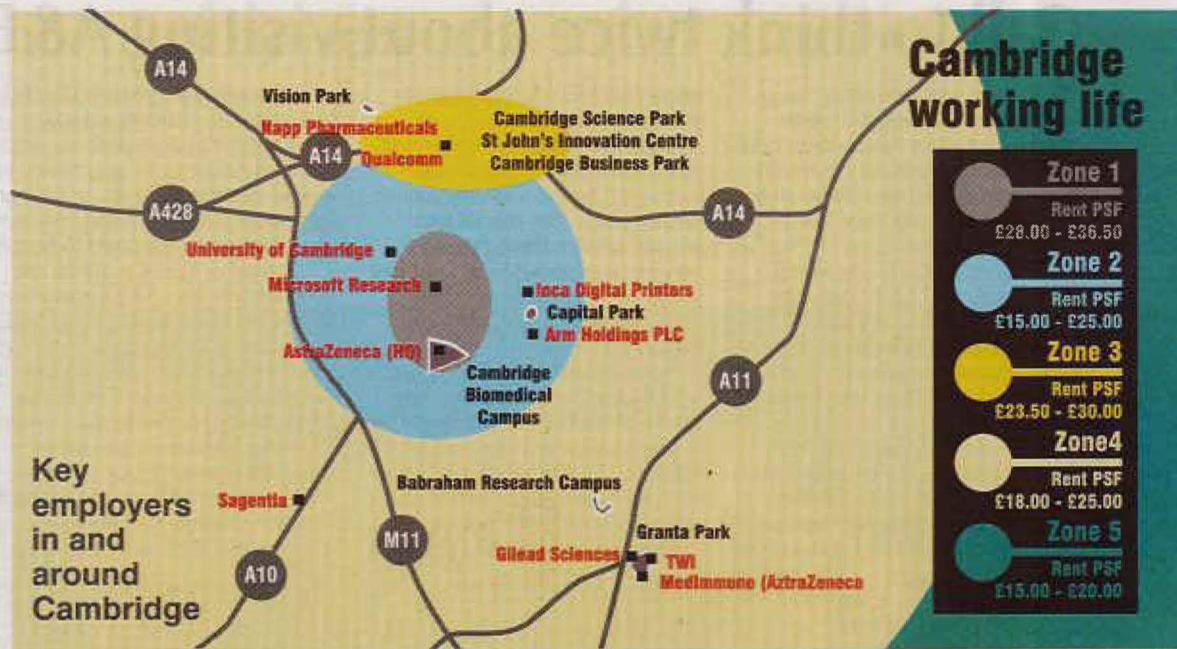 Cambridge
working life
A14
Vision Park
Napp Pharmaceuticals
A14
Qualcomm
Cambridge Science Park
St John's Innovation Centre
Cambridge Business Park
A428
A14
University of Cambridge
Microsoft Research
Ioca Digital Printers
Capital Park
Arm Holdings PLC
AstraZeneca (HQ)
Cambridge
Biomedical
Campus
A11
Key
employers
in and
around
Cambridge
Sagentia
Babraham Research Campus
M11
A10
Granta Park
Gilead Sciences
TWI
MedImmune (AztraZeneca
Zone 1
Rent PSF
£28.00 - £36.50
Zone 2
Rent PSF
£15.00 - £25.00
Zone 3
Rent PSF
£23.50 - £30.00
Zone4
Rent PSF
£18.00 - £25.00
Zone 5
Rent PSF
£15.00 - £20.00